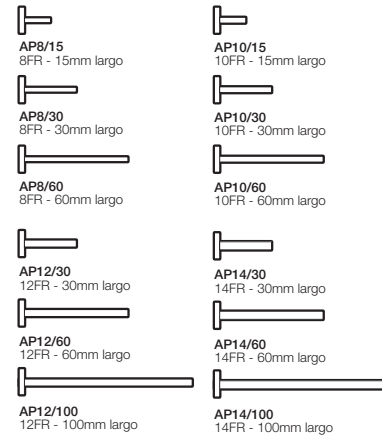 AP8/15
8FR - 15mm largo
AP10/15
10FR - 15mm largo
AP8/30
8FR - 30mm largo
AP10/30
10FR - 30mm largo
AP8/60
8FR - 60mm largo
AP10/60
10FR - 60mm largo
AP12/30
12FR - 30mm largo
AP14/30
14FR - 30mm largo
AP12/60
12FR - 60mm largo
AP14/60
14FR - 60mm largo
AP12/100
12FR - 100mm largo
AP14/100
14FR - 100mm largo